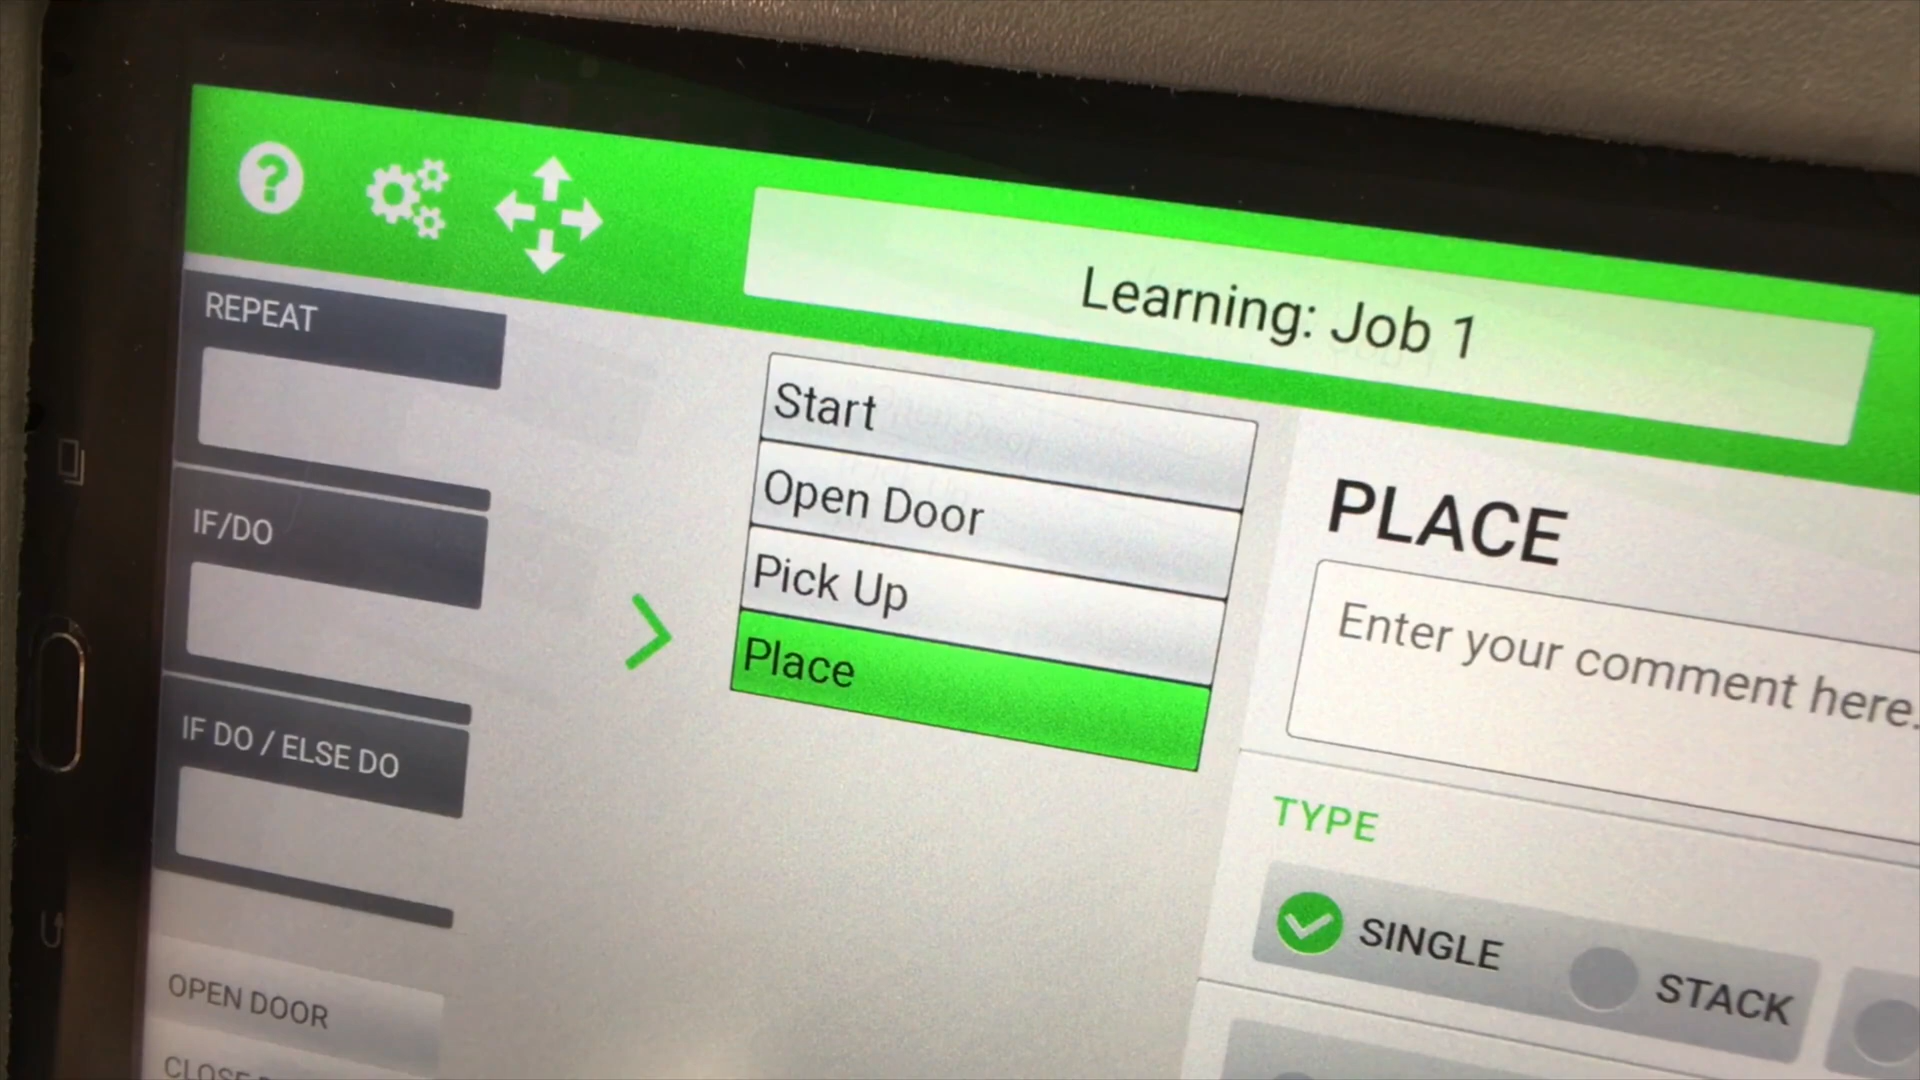 Learning: Job 1
REPEAT
IF/DO
IF DO / ELSE DO
OPEN DOOR
Start
Open Door
Pick Up
Place
PLACE
Enter your comment here.
TYPE
SINGLE
STACK